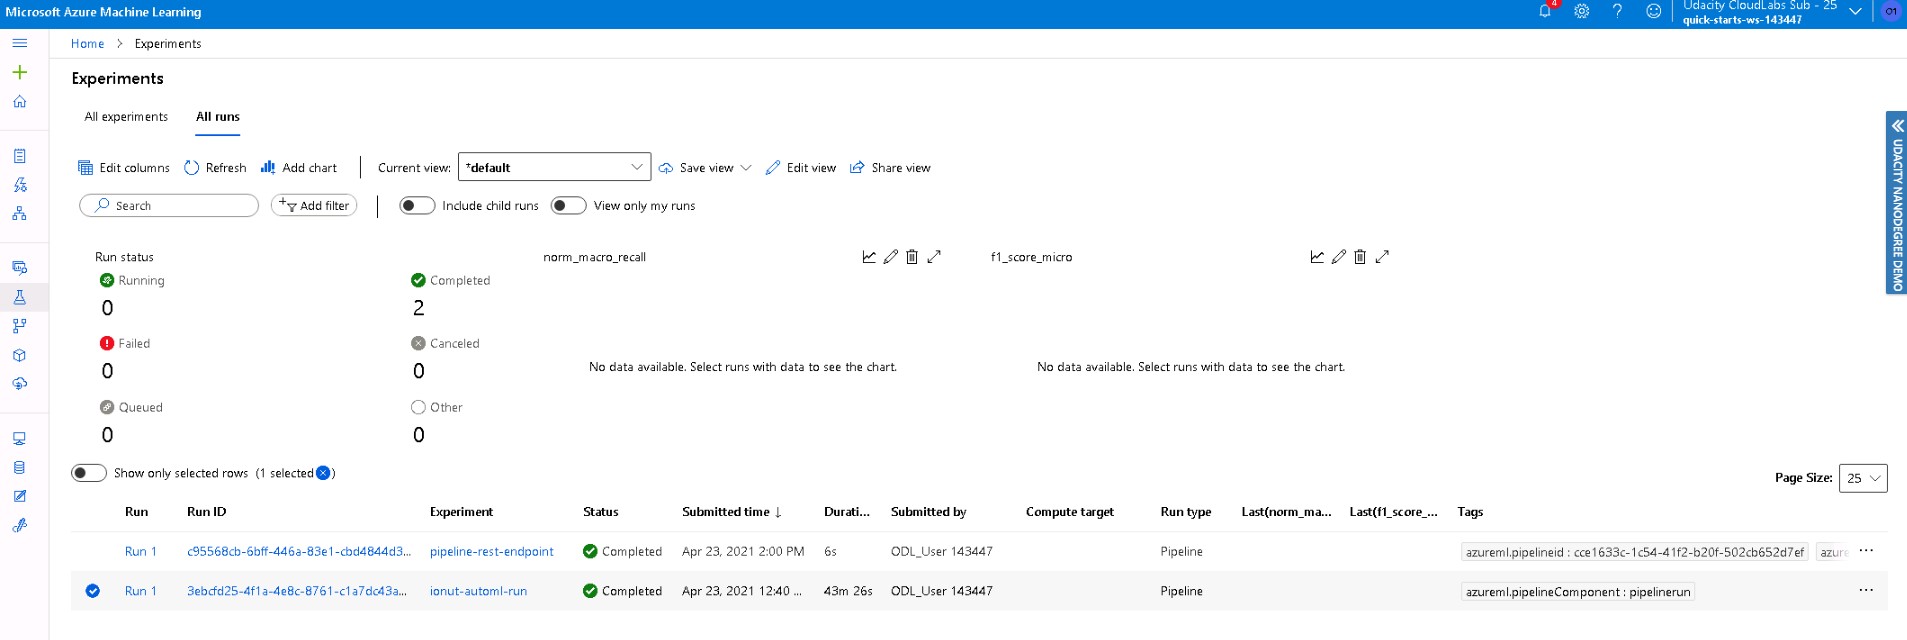 Microsoft Azure Machine Learning
4
Udacity CloudLabs Sub - 25
quick-starts-ws-143447
O1
Home > Experiments
Experiments
All experiments
All runs
Edit columns
Refresh
Add chart
Current view:
*default
Save view
Edit view
Share view
Search
Add filter
Include child runs
View only my runs
UDACITY NANODEGREE DEMO
Run status
Running
0
Completed
2
Failed
0
Canceled
0
Queued
0
Other
0
norm_macro_recall
No data available. Select runs with data to see the chart.
f1_score_micro
No data available. Select runs with data to see the chart.
Show only selected rows (1 selected)
Page Size: 25
Run Run ID Experiment Status Submitted time ↓ Durati... Submitted by Compute target Run type Last(norm_ma... Last(f1_score_... Tags
Run 1 c95568cb-6bff-446a-83e1-cbd4844d3... pipeline-rest-endpoint Completed Apr 23, 2021 2:00 PM 6s ODL_User 143447 Pipeline azureml.pipelineid : cce1633c-1c54-41f2-b20f-502cb652d7ef azure ...
Run 1 3ebcfd25-4f1a-4e8c-8761-c1a7dc43a... ionut-automl-run Completed Apr 23, 2021 12:40 ... 43m 26s ODL_User 143447 Pipeline azureml.pipelineComponent : pipelinerun ...